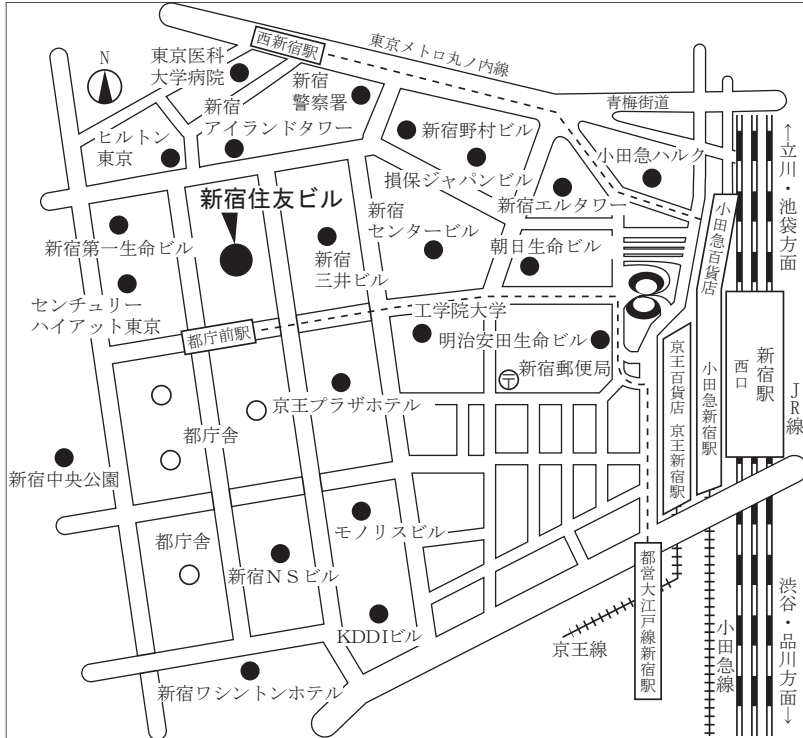 西新宿駅
東京メトロ丸ノ内線
東京医科
大学病院
N
新宿
警察署
青梅街道
新宿
アイランドタワー
新宿野村ビル
ヒルトン
東京
損保ジャパンビル
小田急ハルク
新宿住友ビル
新宿
センタービル
新宿エルタワー
小田急百貨店
←立川・池袋方面
新宿第一生命ビル
新宿
三井ビル
朝日生命ビル
センチュリー
ハイアット東京
工学院大学
都庁前駅
明治安田生命ビル
〒新宿郵便局
京王百貨店
京王新宿駅
小田急新宿駅
新宿駅
西口
JR線
京王プラザホテル
都庁舎
新宿中央公園
モノリスビル
都庁舎
新宿NSビル
KDDIビル
都営大江戸線新宿駅
京王線
小田急線
渋谷・品川方面→
新宿ワシントンホテル